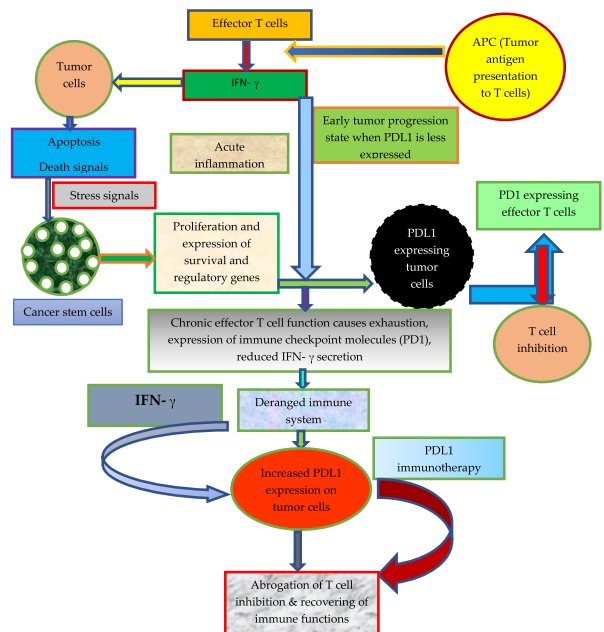 Effector T cells
APC (Tumor
antigen
presentation
to T cells)
Tumor
cells
IFN- γ
Early tumor progression
state when PDL1 is less
expressed
Acute
inflammation
Apoptosis
Death signals
Stress signals
PD1 expressing
effector T cells
Proliferation and
expression of
survival and
regulatory genes
PDL1
expressing
tumor
cells
Cancer stem cells
T cell
inhibition
Chronic effector T cell function causes exhaustion,
expression of immune checkpoint molecules (PD1),
reduced IFN- γ secretion
IFN- γ
Deranged immune
system
PDL1
immunotherapy
Increased PDL1
expression on
tumor cells
Abrogation of T cell
inhibition & recovering of
immune functions